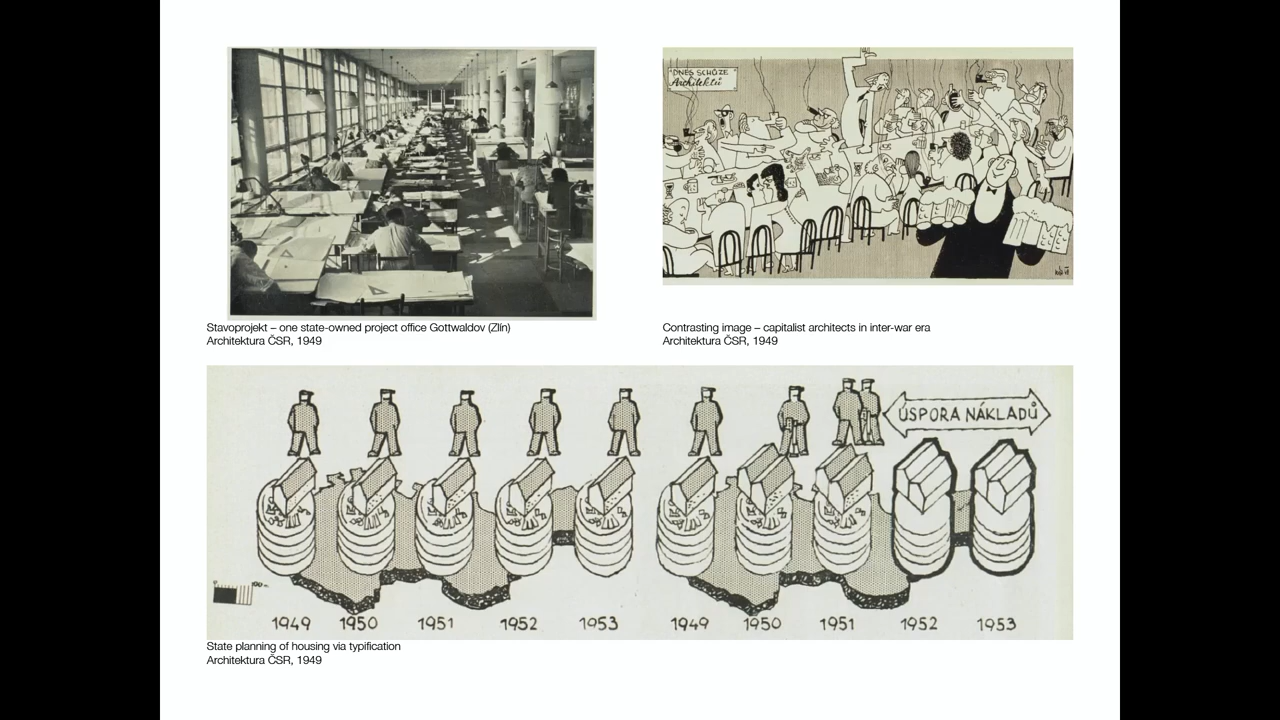 "DNES SCHŮZE
Architektů
Stavoprojekt – one state-owned project office Gottwaldov (Zlín)
Architektura ČSR, 1949
Contrasting image – capitalist architects in inter-war era
Architektura ČSR, 1949
ÚSPORA NÁKLADŮ
1949 1950 1951 1952 1953 1949 1950 1951 1952 1953
State planning of housing via typification
Architektura ČSR, 1949